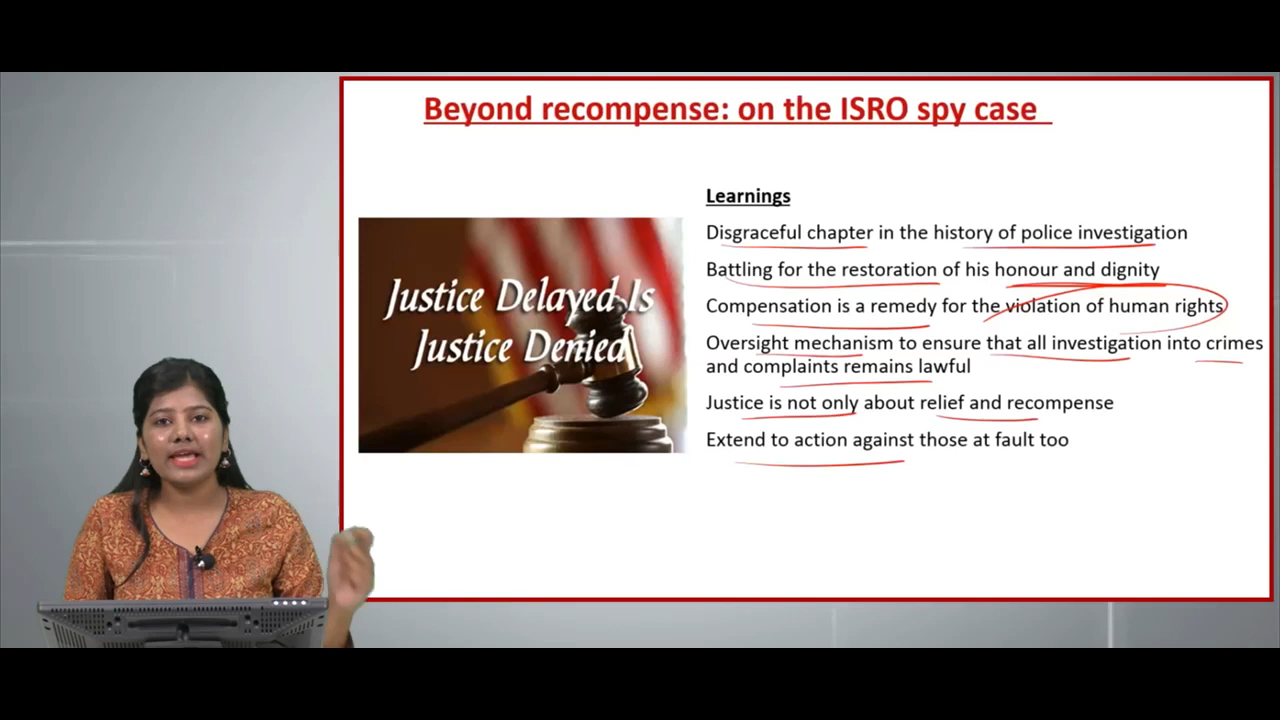 Beyond recompense: on the ISRO spy case
Learnings
Disgraceful chapter in the history of police investigation
Battling for the restoration of his honour and dignity
Compensation is a remedy for the violation of human rights
Oversight mechanism to ensure that all investigation into crimes
and complaints remains lawful
Justice is not only about relief and recompense
Extend to action against those at fault too
Justice Delayed Is
Justice Denied